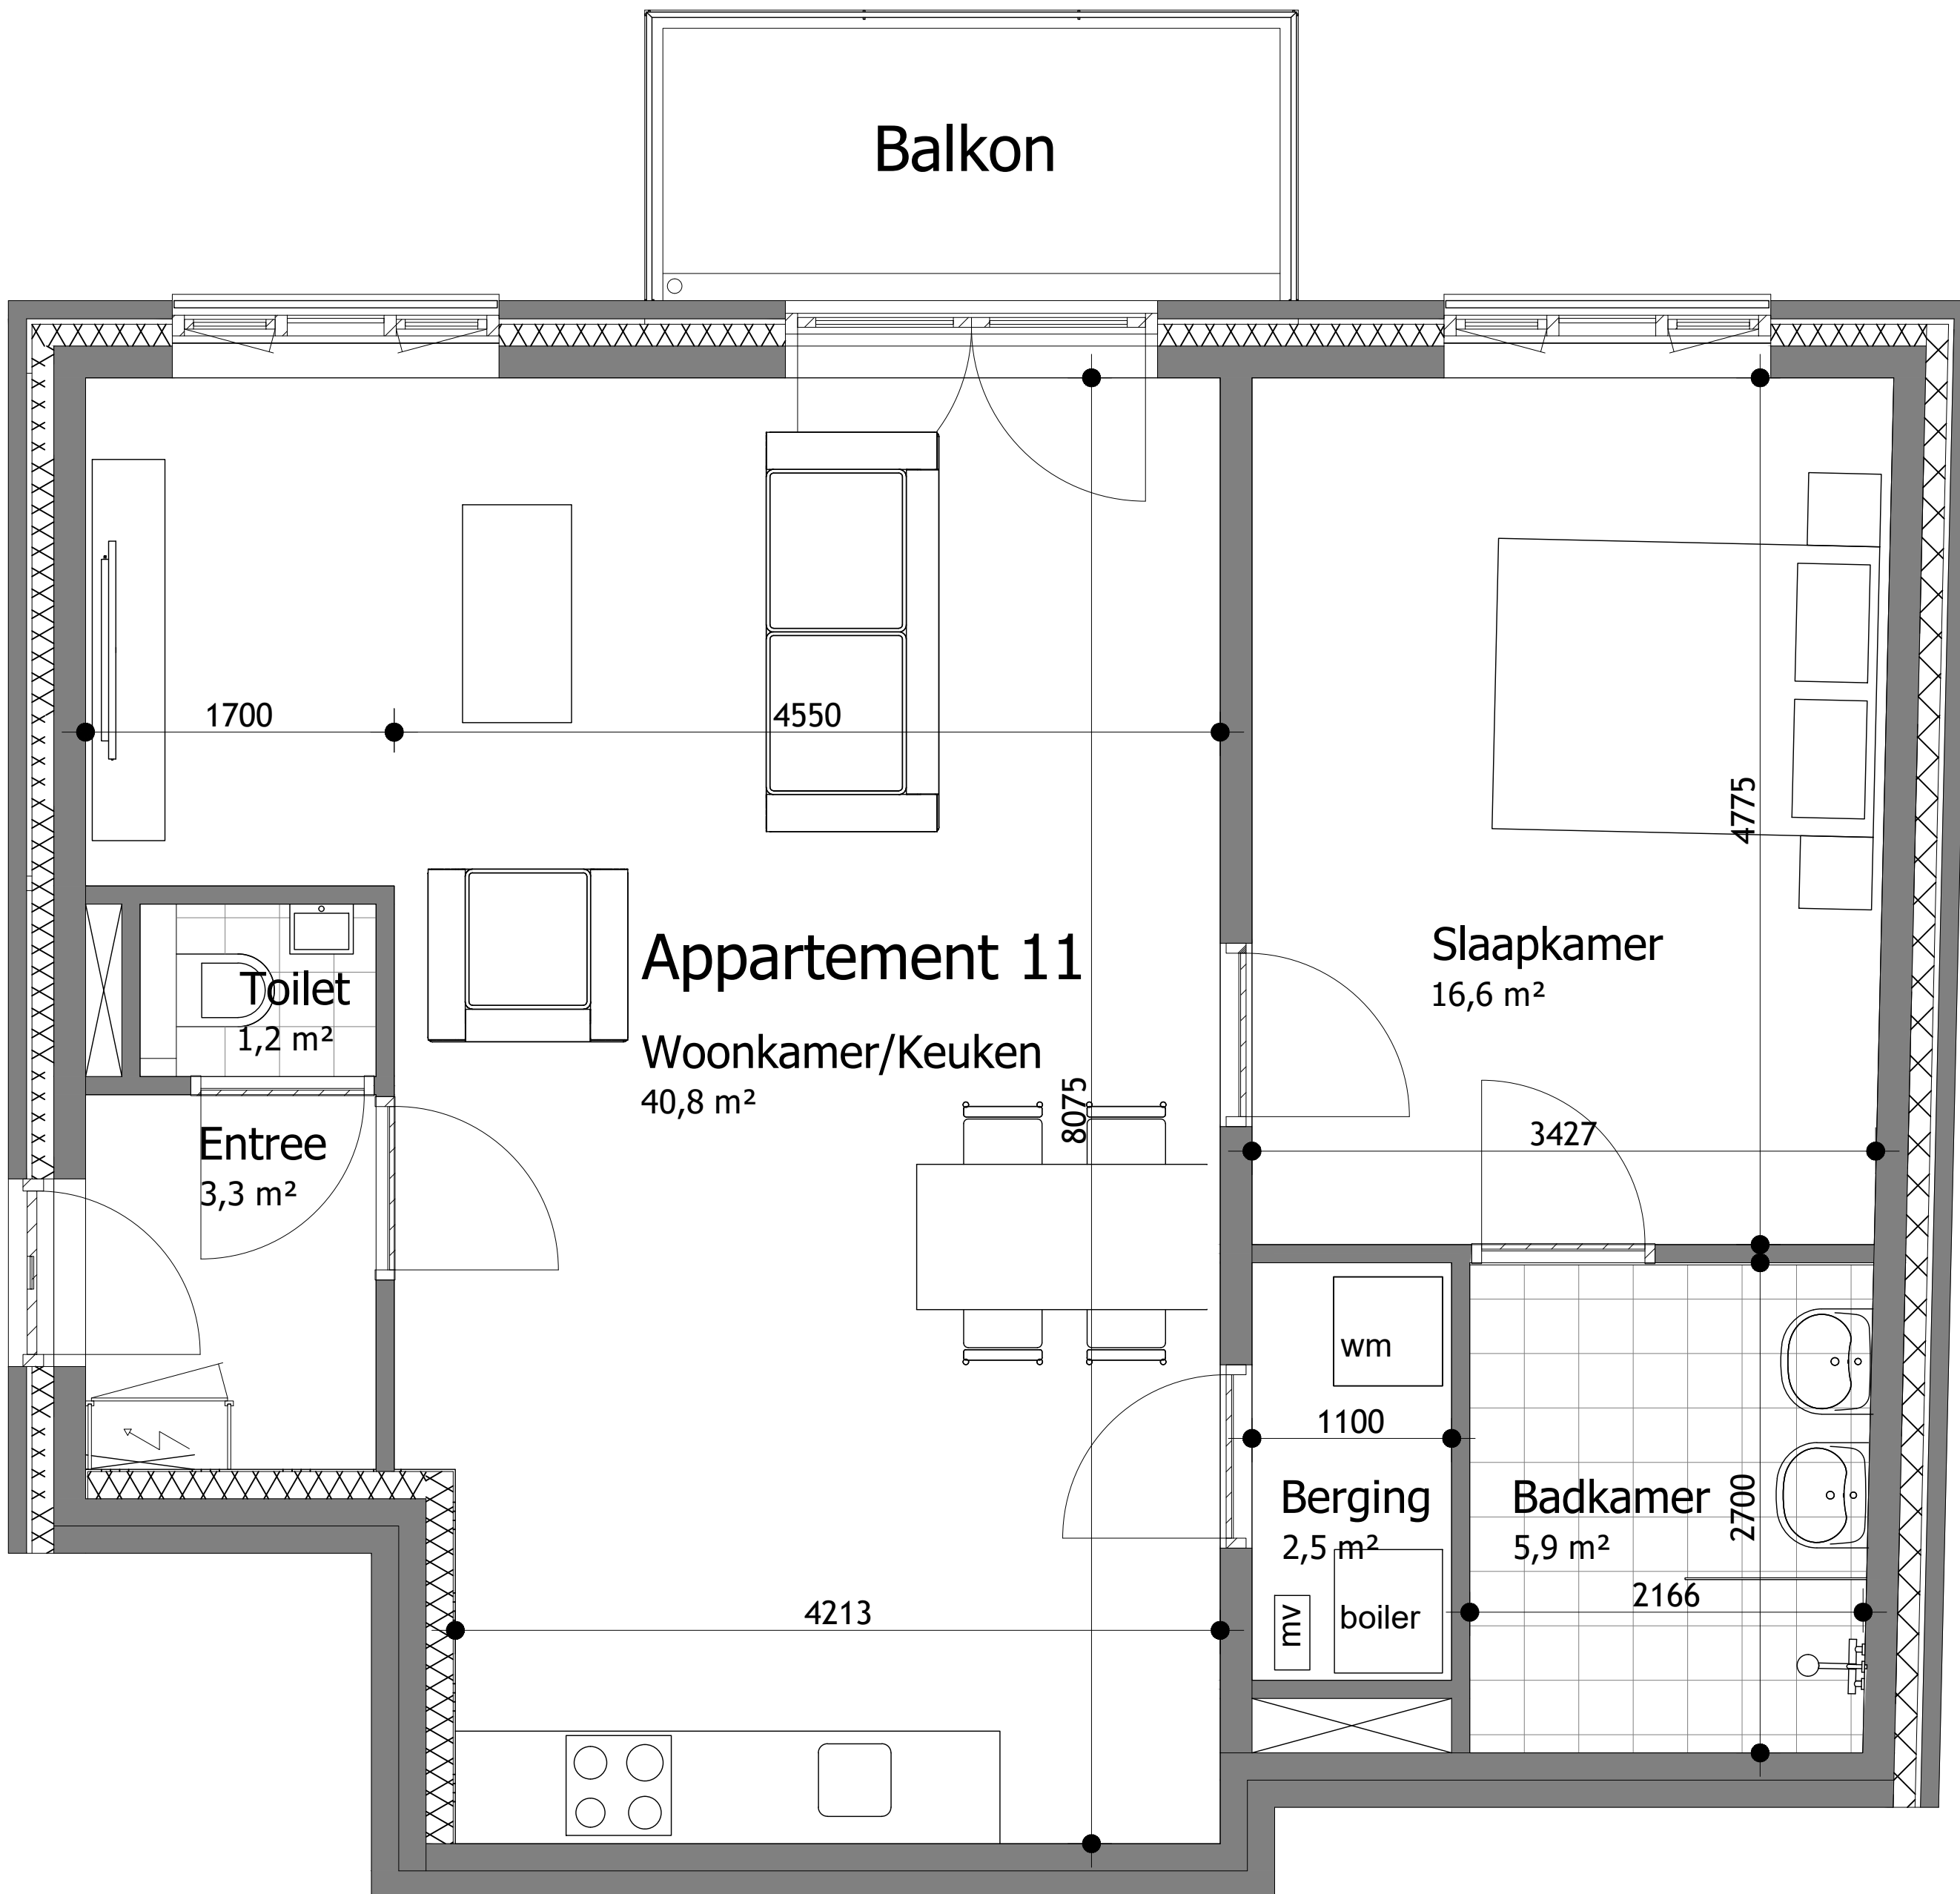 Balkon
1700
4550
4775
Appartement 11
Slaapkamer
16,6 m²
Toilet
1,2 m²
Woonkamer/Keuken
40,8 m²
8075
Entree
3,3 m²
3427
wm
1100
Berging
2,5 m²
Badkamer
5,9 m²
2700
4213
mv
boiler
2166